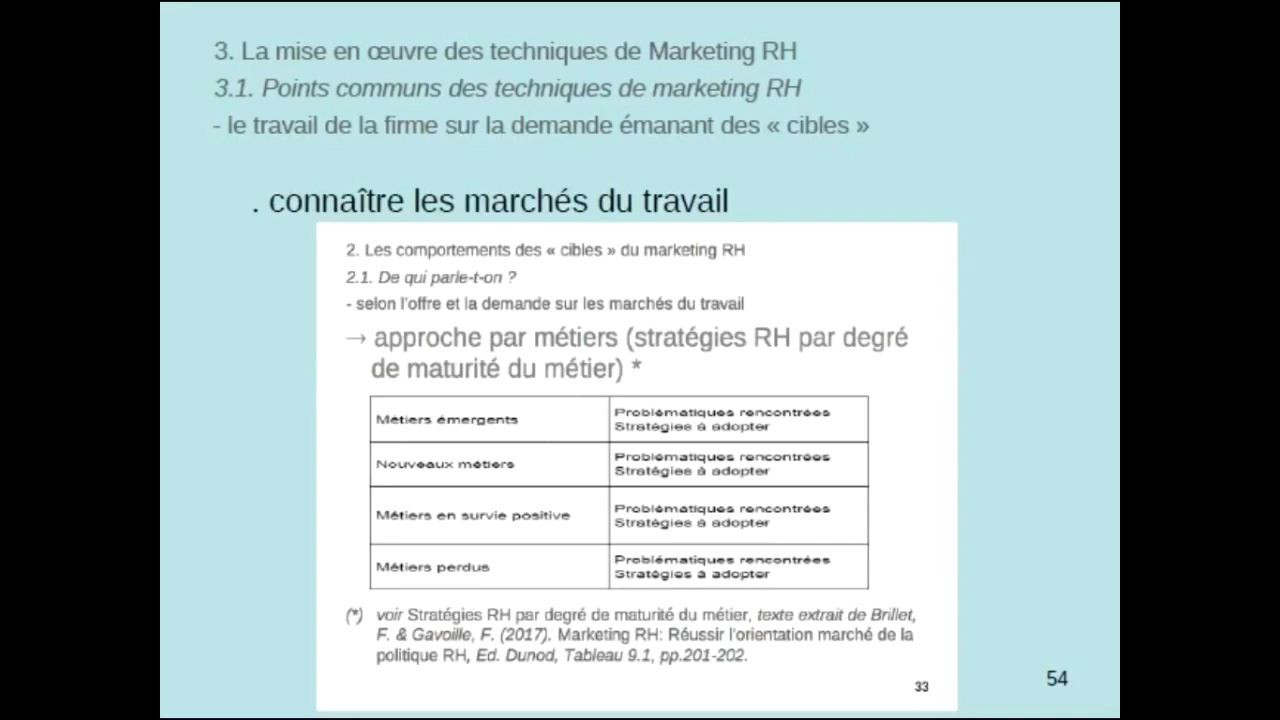 3. La mise en œuvre des techniques de Marketing RH
3.1. Points communs des techniques de marketing RH
- le travail de la firme sur la demande émanant des « cibles »
. connaître les marchés du travail
2. Les comportements des « cibles » du marketing RH
2.1. De qui parle-t-on ?
- selon l'offre et la demande sur les marchés du travail
→ approche par métiers (stratégies RH par degré
de maturité du métier) *
Métiers émergents
Problématiques rencontrées
Stratégies à adopter
Nouveaux métiers
Problématiques rencontrées
Stratégies à adopter
Métiers en survie positive
Problématiques rencontrées
Stratégies à adopter
Métiers perdus
Problématiques rencontrées
Stratégies à adopter
(*) voir Stratégies RH par degré de maturité du métier, texte extrait de Brillet,
F. & Gavoille, F. (2017). Marketing RH: Réussir l'orientation marché de la
politique RH, Ed. Dunod, Tableau 9.1, pp.201-202.
33
54